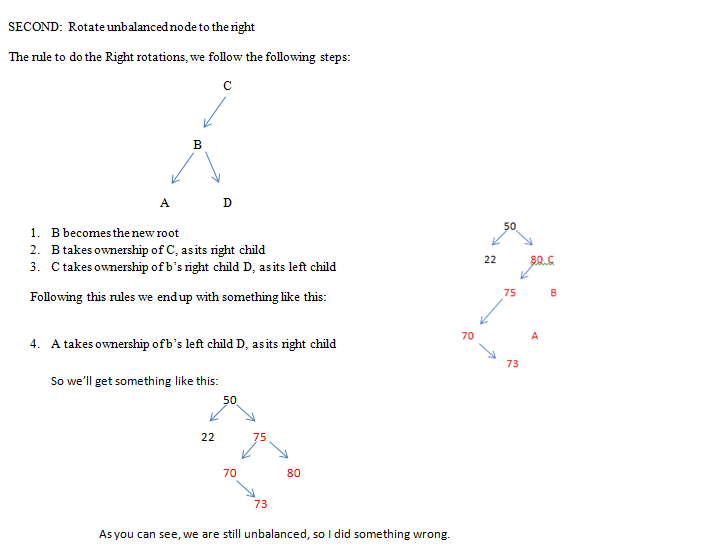 SECOND: Rotate unbalanced node to the right
The rule to do the Right rotations, we follow the following steps:
C
B
A D
1. B becomes the new root
2. B takes ownership of C, as its right child
3. C takes ownership of b's right child D, as its left child
Following this rules we end up with something like this:
4. A takes ownership of b's left child D, as its right child
50
22 80 C
75 B
70 A
73
So we'll get something like this:
50
22 75
70 80
73
As you can see, we are still unbalanced, so I did something wrong.